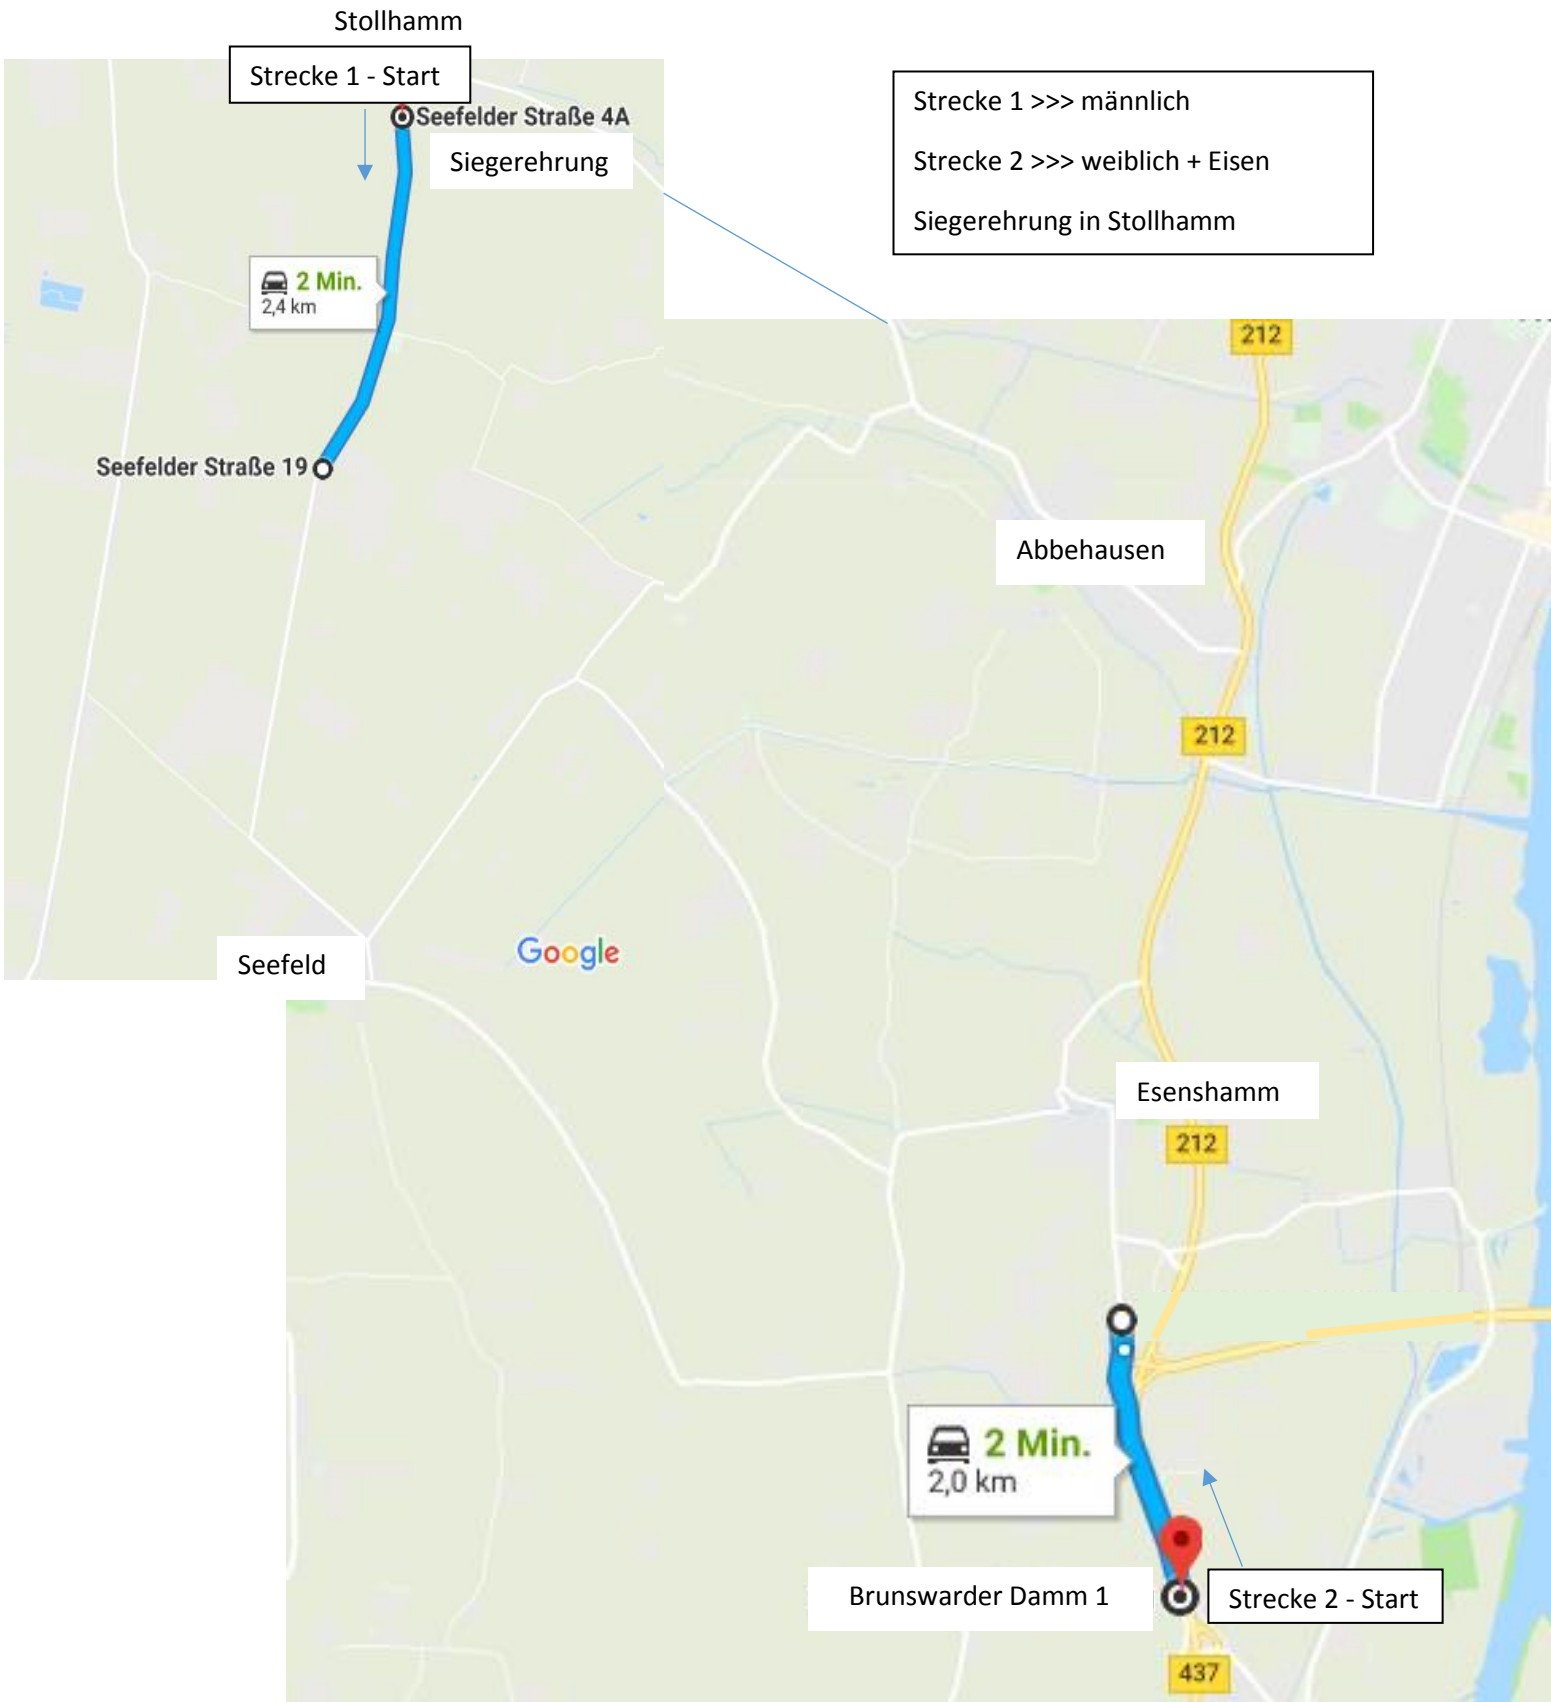 Stollhamm
Strecke 1 - Start
Seefelder Straße 4A
Siegerehrung
Strecke 1 >>> männlich
Strecke 2 >>> weiblich + Eisen
Siegerehrung in Stollhamm
2 Min.
2,4 km
212
Seefelder Straße 19
Abbehausen
212
Google
Seefeld
Esenshamm
212
2 Min.
2,0 km
Brunswarder Damm 1
Strecke 2 - Start
437